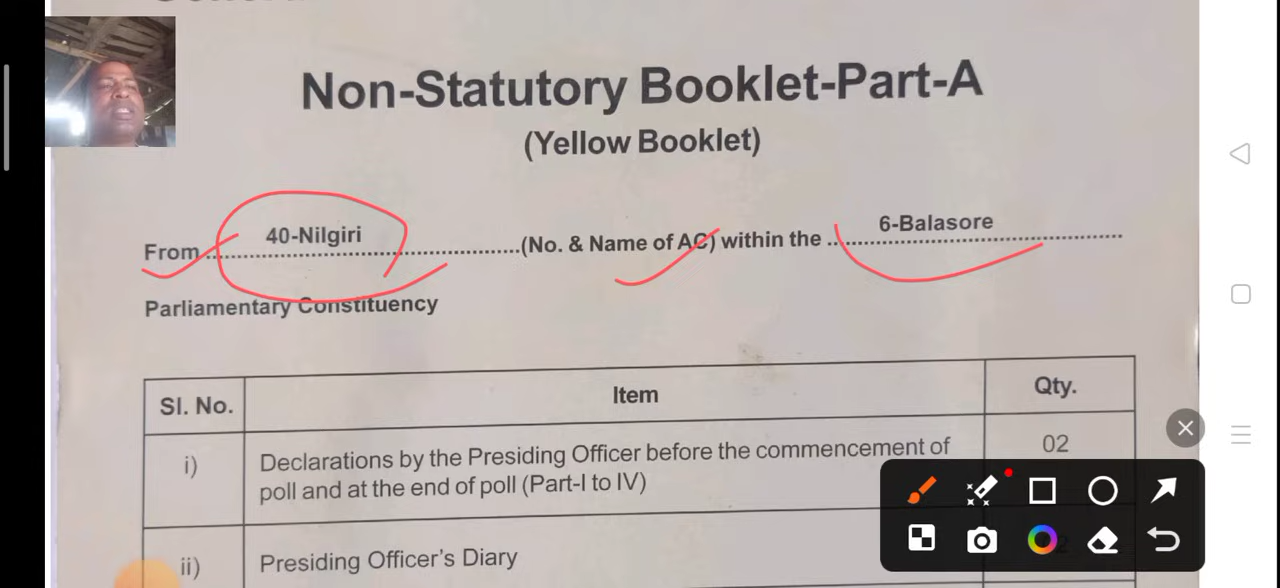 Non-Statutory Booklet-Part-A
(Yellow Booklet)
From ..... 40-Nilgiri ..............(No. & Name of AC) within the ... 6-Balasore ..............
Parliamentary Constituency
Sl. No. Item Qty.
i) Declarations by the Presiding Officer before the commencement of 02
poll and at the end of poll (Part-I to IV)
ii) Presiding Officer's Diary